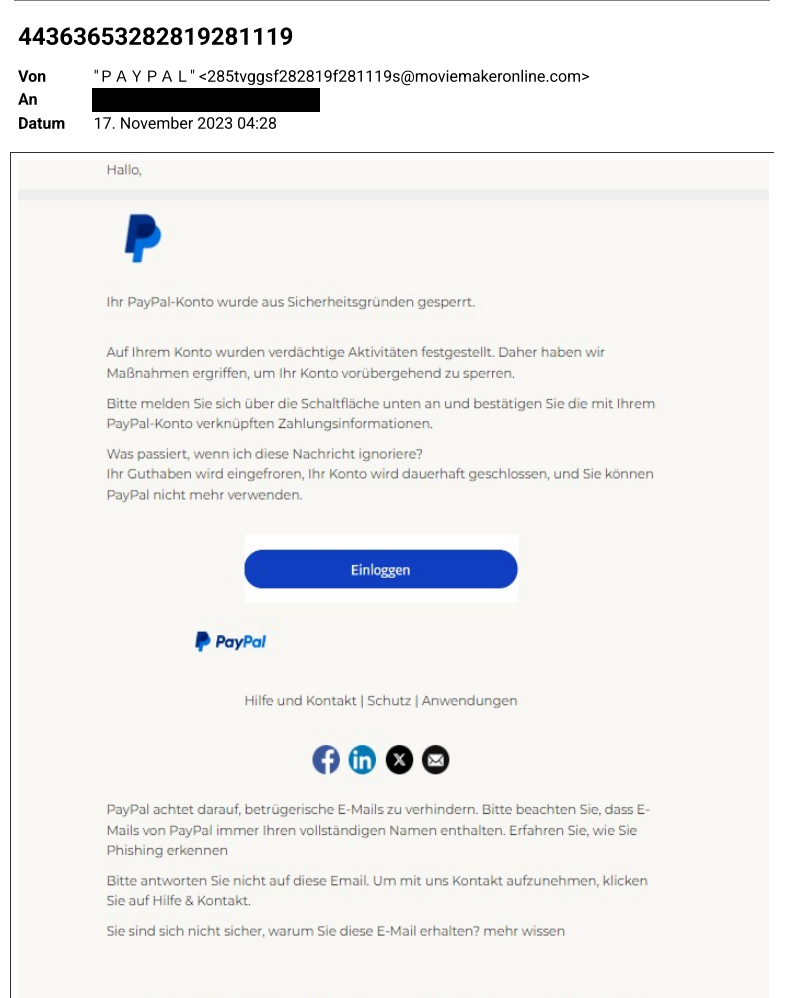 44363653282819281119
Von "P A Y P A L" <285tvggsf282819f281119s@moviemakeronline.com>
An
Datum 17. November 2023 04:28
Hallo,
Ihr PayPal-Konto wurde aus Sicherheitsgründen gesperrt.
Auf Ihrem Konto wurden verdächtige Aktivitäten festgestellt. Daher haben wir
Maßnahmen ergriffen, um Ihr Konto vorübergehend zu sperren.
Bitte melden Sie sich über die Schaltfläche unten an und bestätigen Sie die mit Ihrem
PayPal-Konto verknüpften Zahlungsinformationen.
Was passiert, wenn ich diese Nachricht ignoriere?
Ihr Guthaben wird eingefroren, Ihr Konto wird dauerhaft geschlossen, und Sie können
PayPal nicht mehr verwenden.
Einloggen
PayPal
Hilfe und Kontakt | Schutz | Anwendungen
PayPal achtet darauf, betrügerische E-Mails zu verhindern. Bitte beachten Sie, dass E-
Mails von PayPal immer Ihren vollständigen Namen enthalten. Erfahren Sie, wie Sie
Phishing erkennen
Bitte antworten Sie nicht auf diese Email. Um mit uns Kontakt aufzunehmen, klicken
Sie auf Hilfe & Kontakt.
Sie sind sich nicht sicher, warum Sie diese E-Mail erhalten? mehr wissen